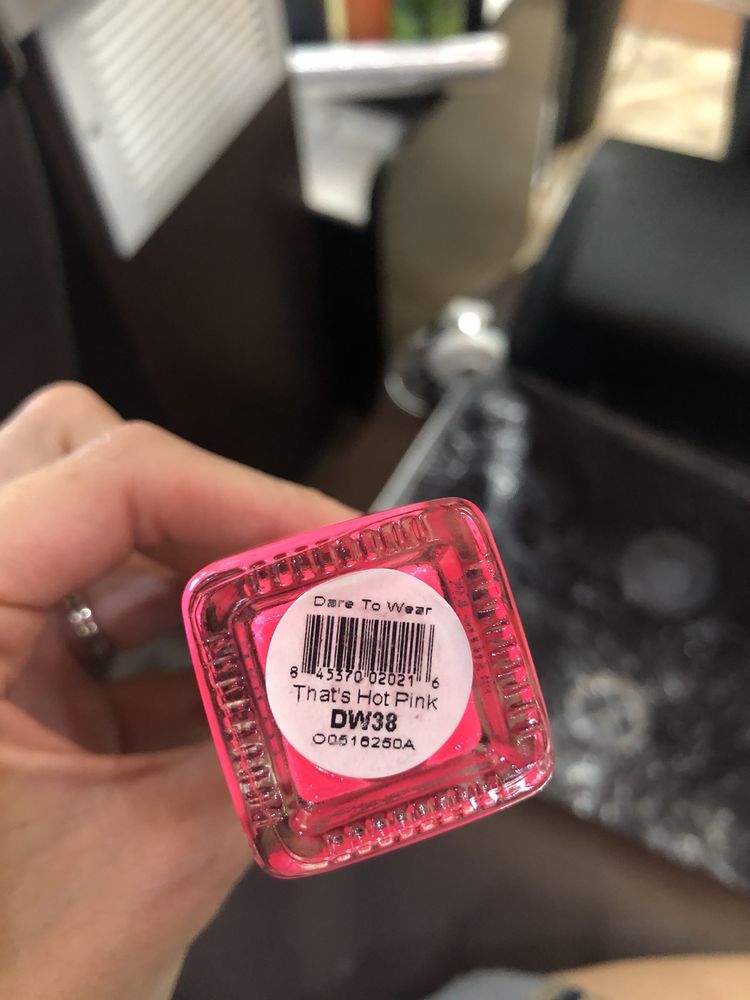 Dare To Wear
8 45370 02021 6
That's Hot Pink
DW38
O0516250A